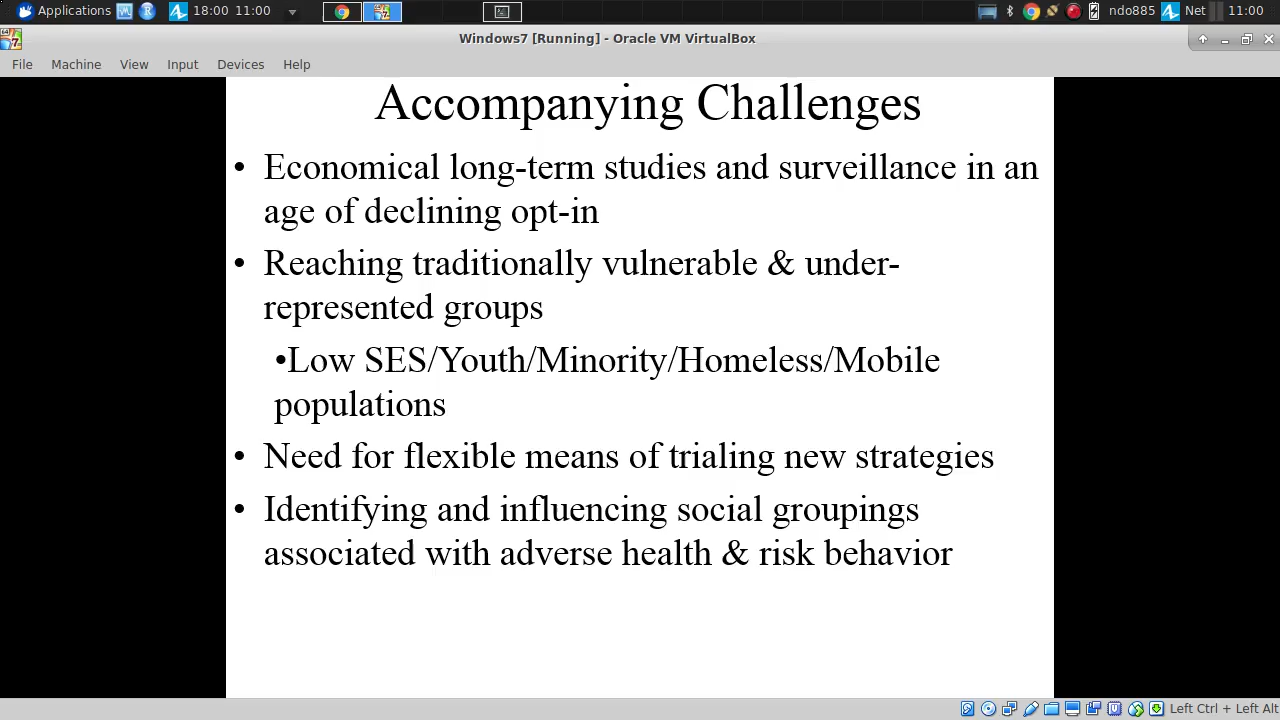 Applications 18:00 11:00 ndo885 Net 11:00
Windows7 [Running] - Oracle VM VirtualBox
File Machine View Input Devices Help
Accompanying Challenges
• Economical long-term studies and surveillance in an
age of declining opt-in
• Reaching traditionally vulnerable & under-
represented groups
•Low SES/Youth/Minority/Homeless/Mobile
populations
• Need for flexible means of trialing new strategies
• Identifying and influencing social groupings
associated with adverse health & risk behavior
Left Ctrl + Left Alt